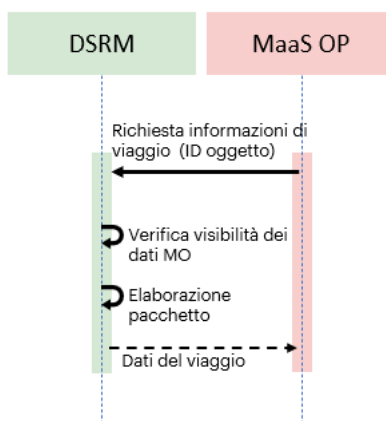 DSRM
MaaS OP
Richiesta informazioni di
viaggio (ID oggetto)
Verifica visibilità dei
dati MO
Elaborazione
pacchetto
Dati del viaggio